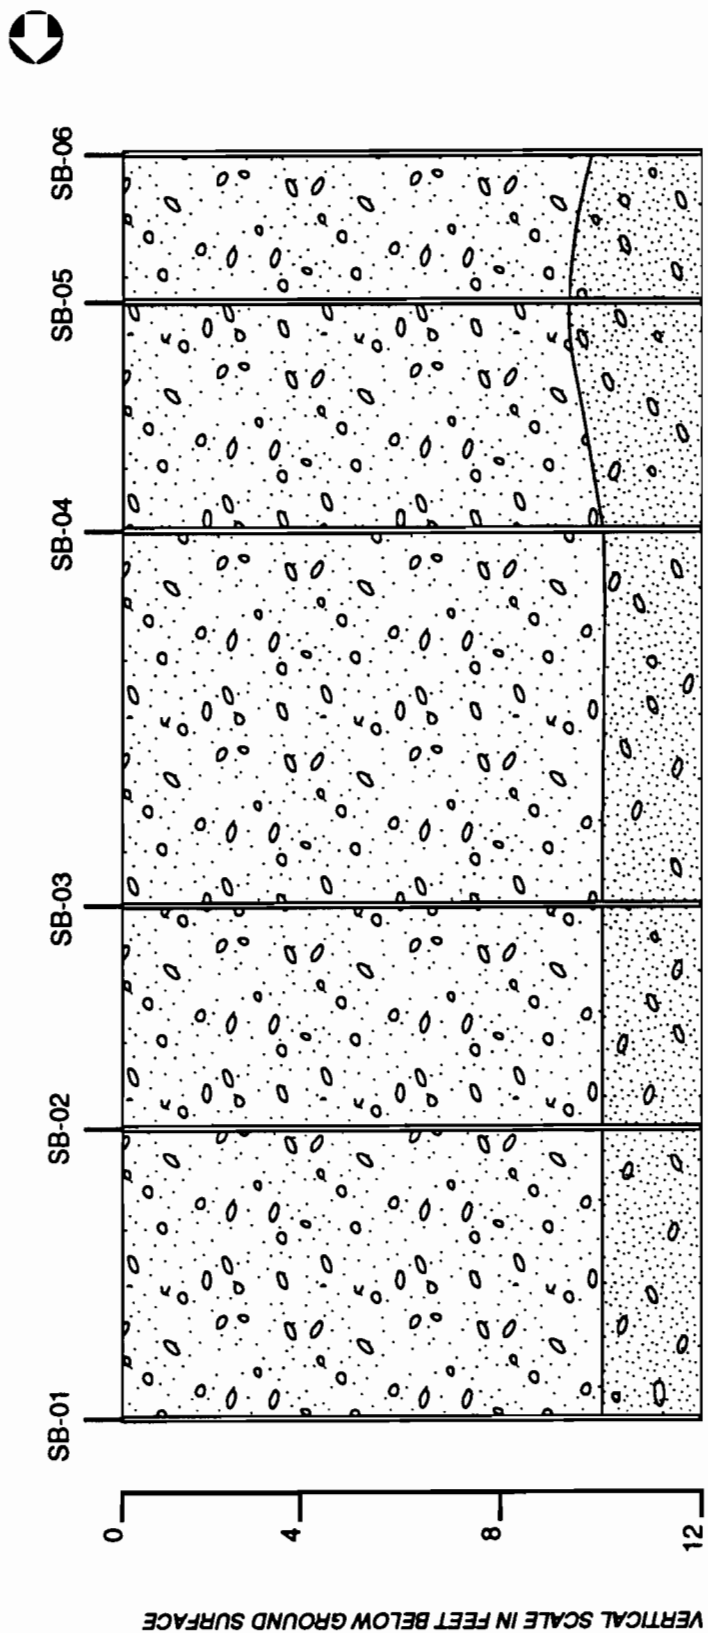 SB-01
SB-02
SB-03
SB-04
SB-05
SB-06
0
4
8
12
VERTICAL SCALE IN FEET BELOW GROUND SURFACE